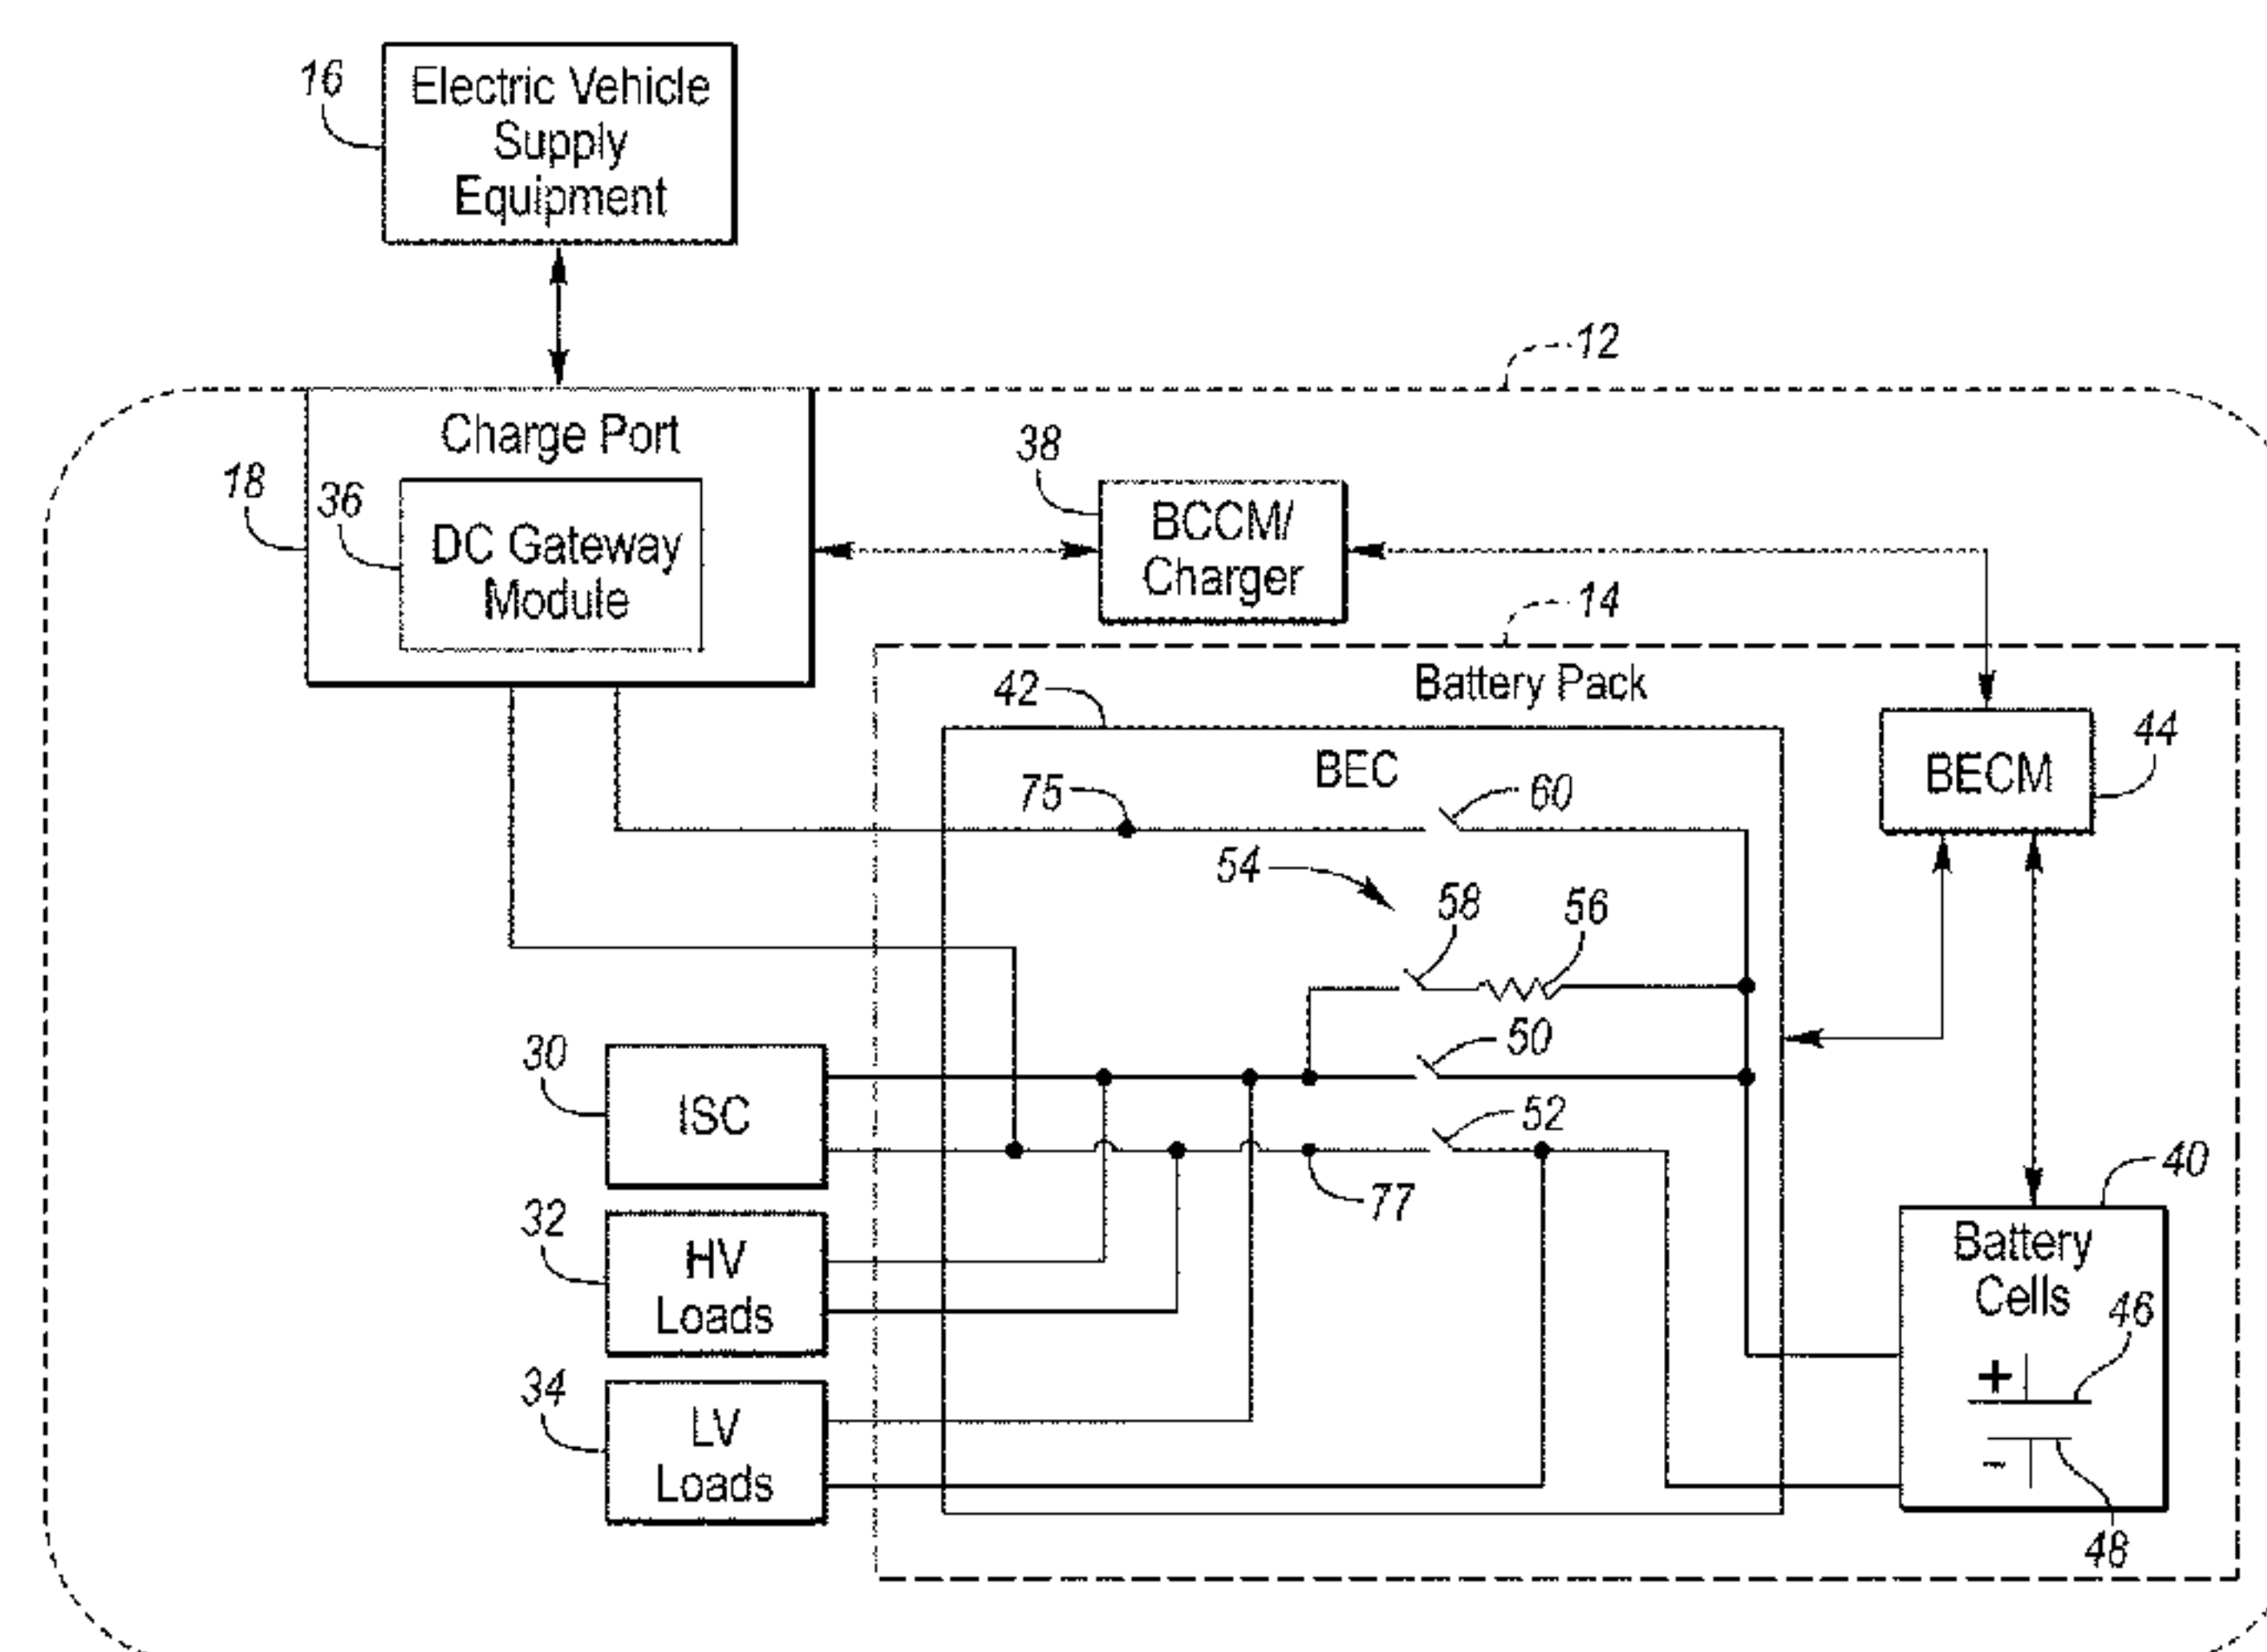 16
Electric Vehicle
Supply
Equipment
12
Charge Port
18
36
DC Gateway
Module
38
BCCM/
Charger
14
Battery Pack
42
BEC
44
BECM
75
60
54
58
56
50
30
ISC
52
77
40
32
HV
Loads
Battery
Cells
46
+
34
LV
Loads
-
48